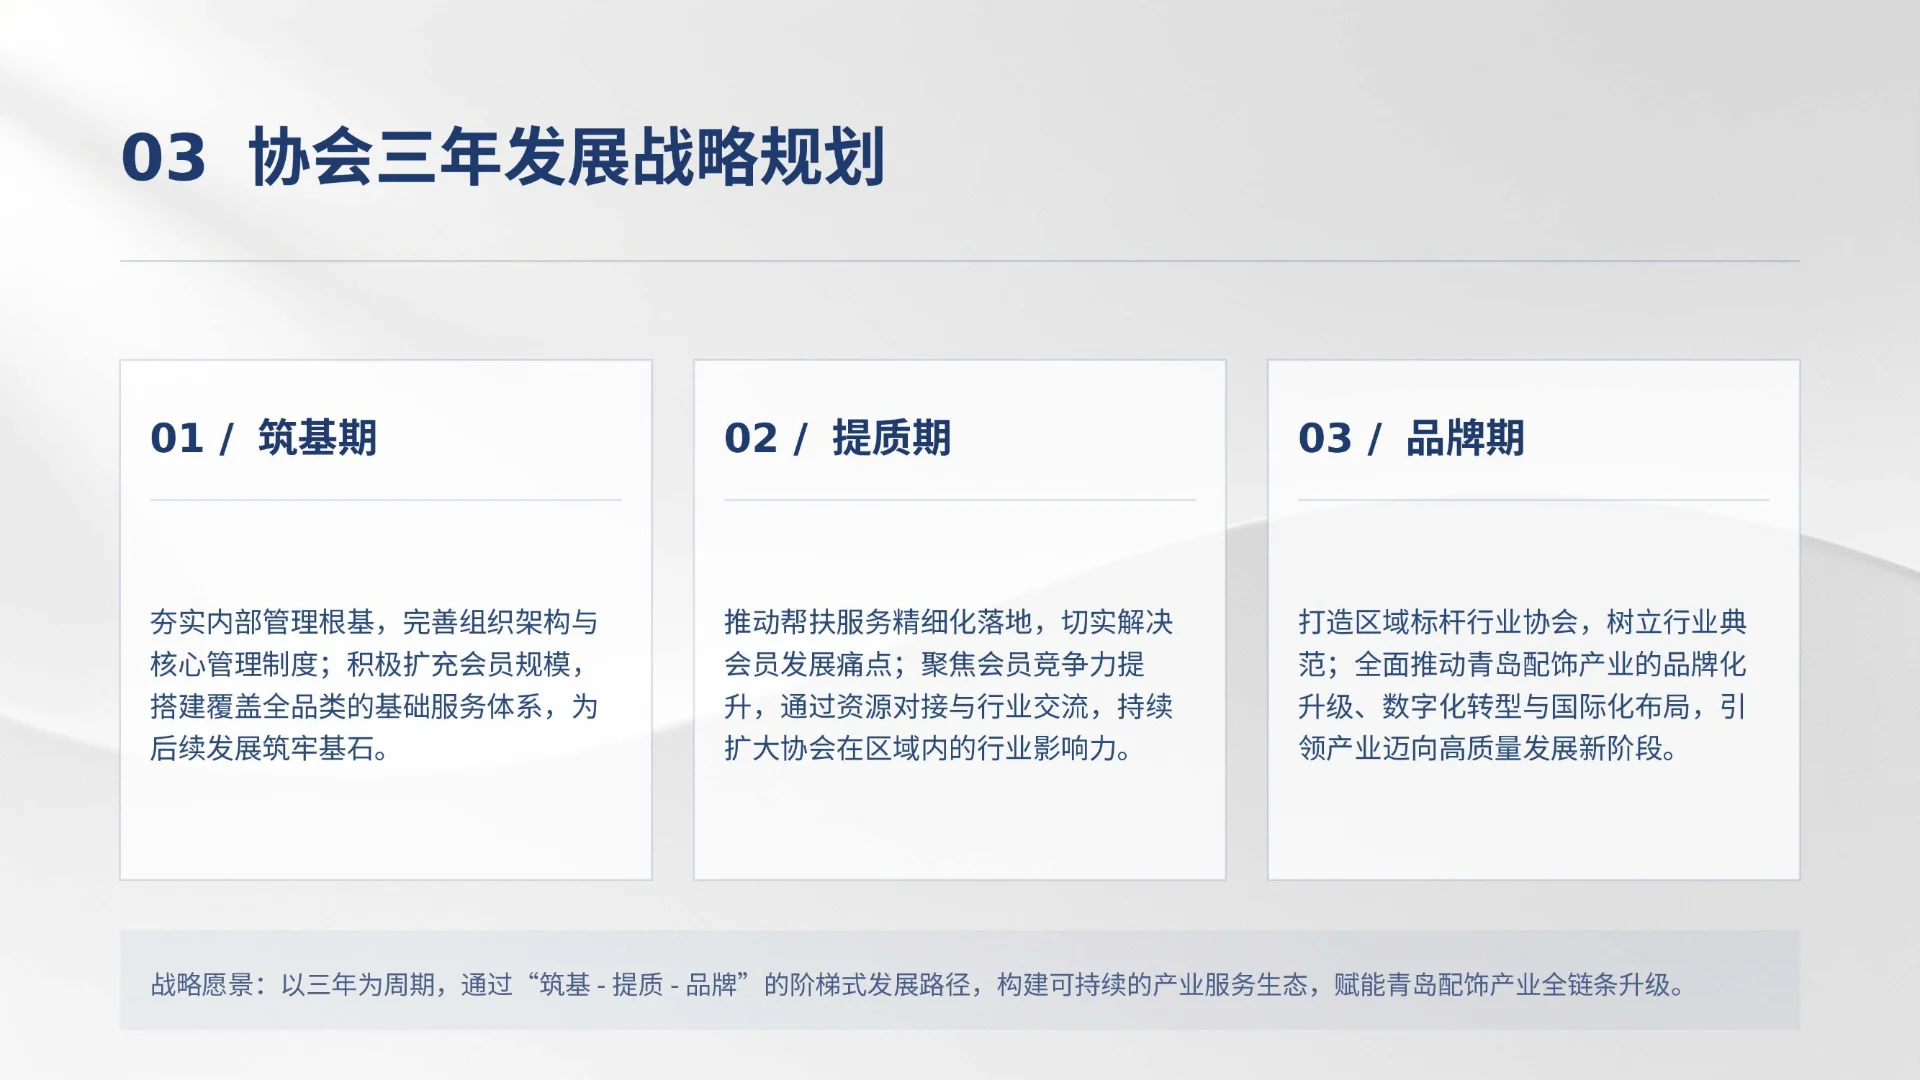 03 协会三年发展战略规划
01 / 筑基期
夯实内部管理根基，完善组织架构与
核心管理制度；积极扩充会员规模，
搭建覆盖全品类的基础服务体系，为
后续发展筑牢基石。
02 / 提质期
推动帮扶服务精细化落地，切实解决
会员发展痛点；聚焦会员竞争力提
升，通过资源对接与行业交流，持续
扩大协会在区域内的行业影响力。
03 / 品牌期
打造区域标杆行业协会，树立行业典
范；全面推动青岛配饰产业的品牌化
升级、数字化转型与国际化布局，引
领产业迈向高质量发展新阶段。
战略愿景：以三年为周期，通过“筑基 - 提质 - 品牌”的阶梯式发展路径，构建可持续的产业服务生态，赋能青岛配饰产业全链条升级。